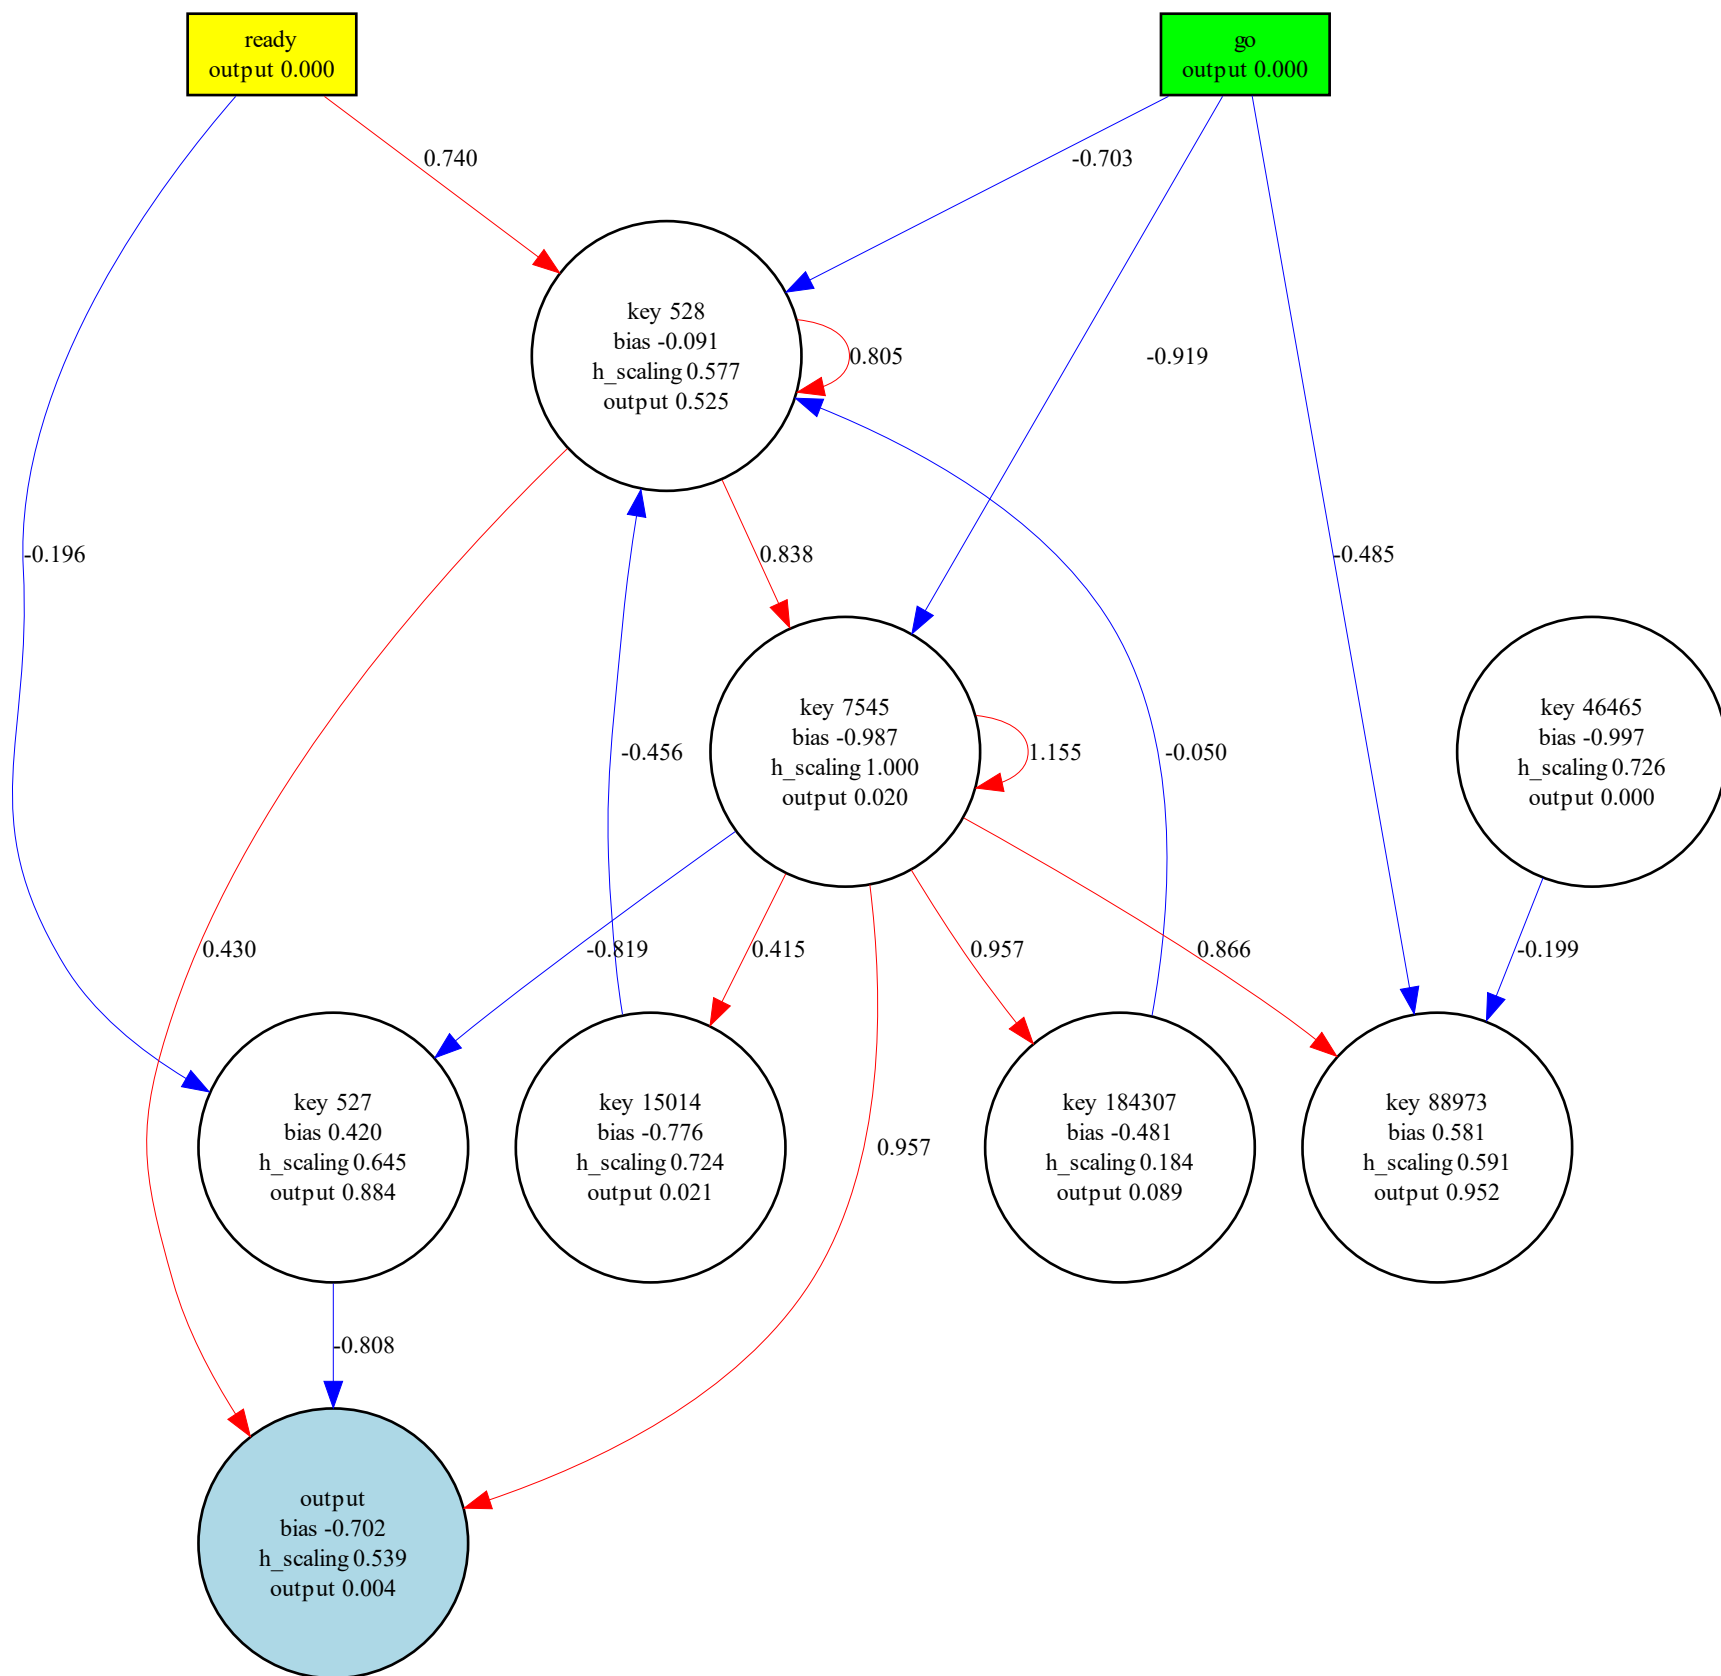 ready
output 0.000
go
output 0.000
0.740
-0.703
key 528
bias -0.091
h_scaling 0.577
output 0.525
0.805
-0.919
-0.196
0.838
-0.485
key 7545
bias -0.987
h_scaling 1.000
output 0.020
1.155
-0.456
-0.050
key 46465
bias -0.997
h_scaling 0.726
output 0.000
0.430
-0.819
0.415
0.957
0.866
-0.199
key 527
bias 0.420
h_scaling 0.645
output 0.884
key 15014
bias -0.776
h_scaling 0.724
output 0.021
0.957
key 184307
bias -0.481
h_scaling 0.184
output 0.089
key 88973
bias 0.581
h_scaling 0.591
output 0.952
-0.808
output
bias -0.702
h_scaling 0.539
output 0.004